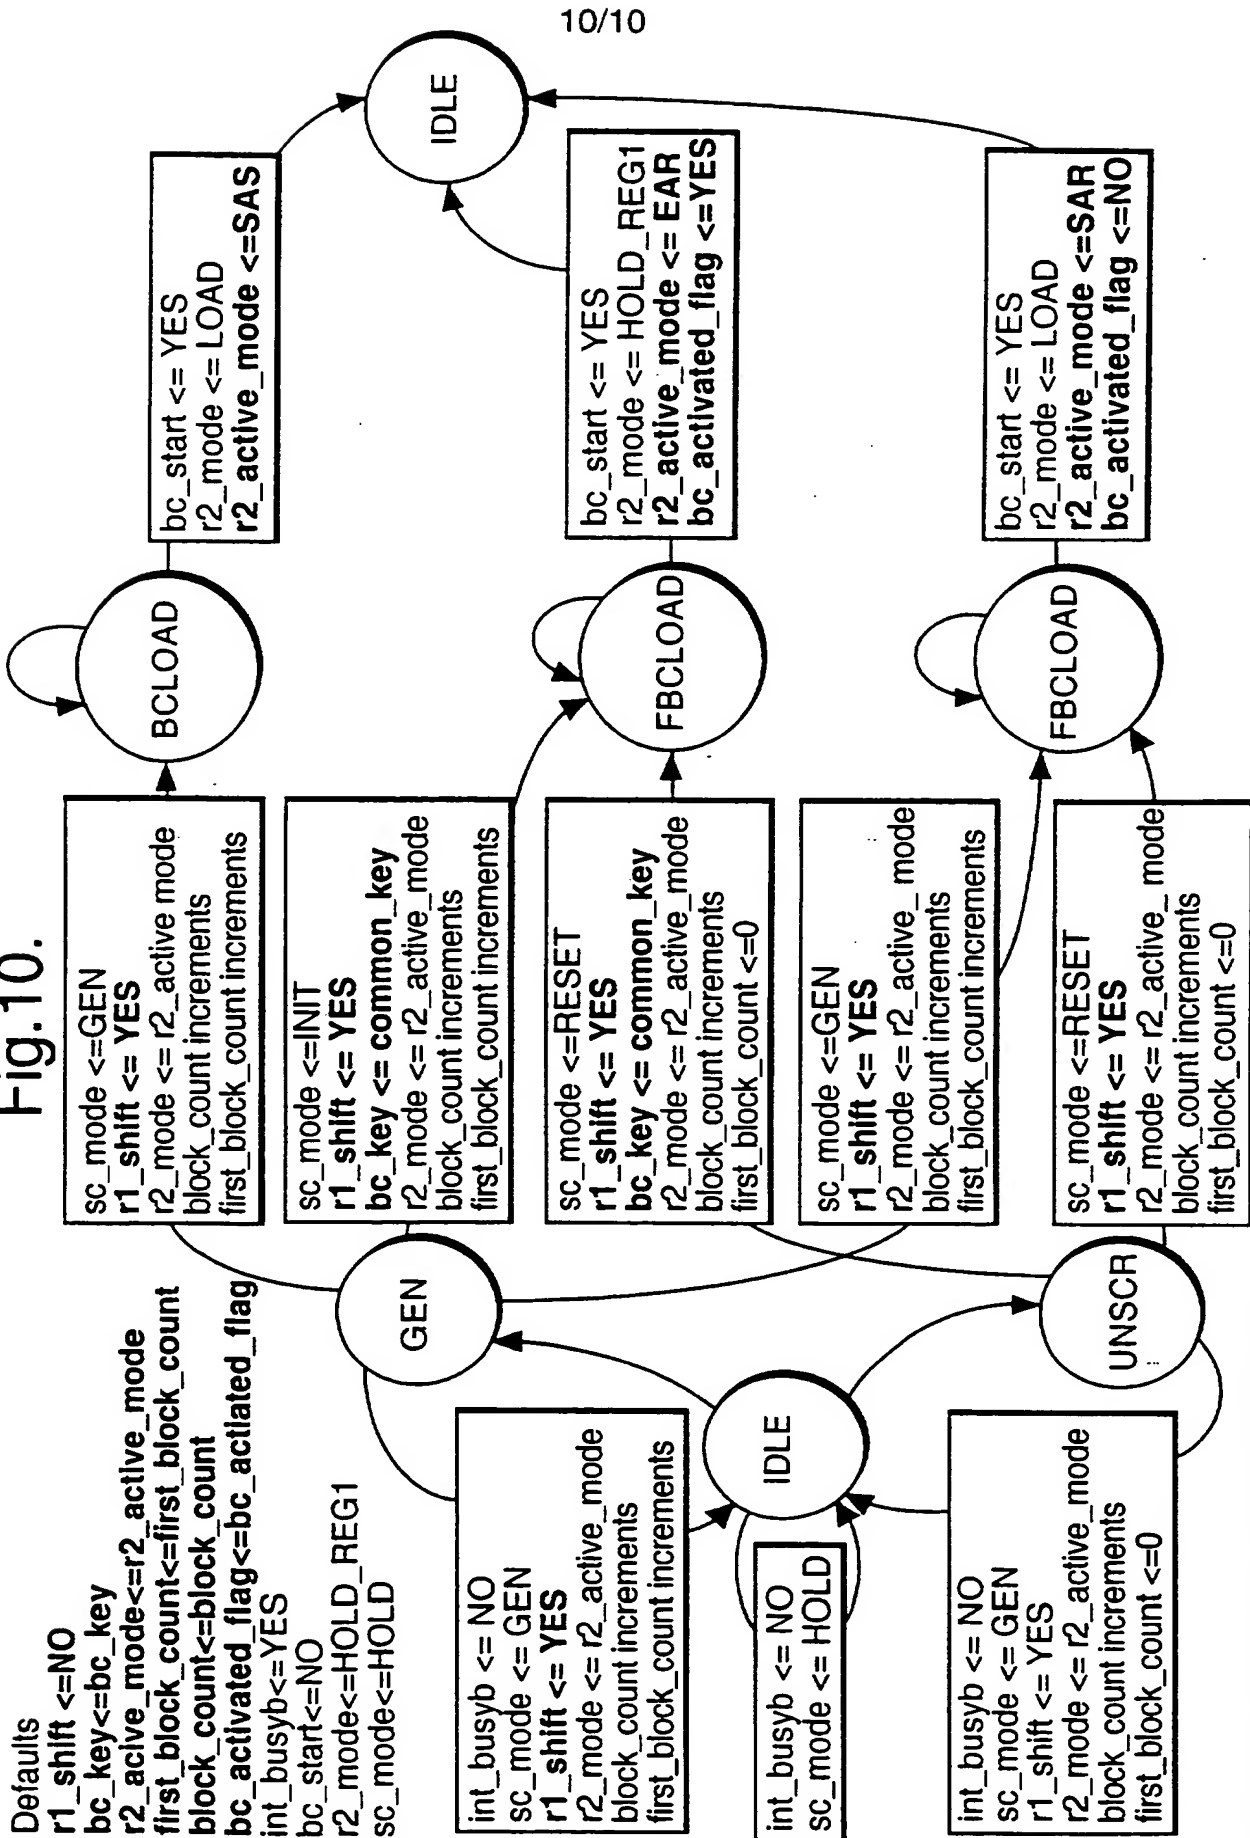 10/10
Fig.10.
Defaults
r1_shift <=NO
bc_key<=bc_key
r2_acive_mode<=r2_active_mode
first_block_count<=first_block_count
block_count<=block_count
bc_activated_flag<=bc_actiated_flag
int_busyb<=YES
bc_start<=NO
r2_mode<=HOLD_REG1
sc_mode<=HOLD
int_busyb <= NO
sc_mode <= GEN
r1_shift <= YES
r2_mode <= r2_active_mode
block_count increments
first_block_count increments
int_busyb <= NO
sc_mode <= HOLD
int_busyb <= NO
sc_mode <= GEN
r1_shift <= YES
r2_mode <= r2_active_mode
block_count increments
first_block_count <=0
IDLE
GEN
UNSCR
sc_mode <=GEN
r1_shift <= YES
r2_mode <= r2_active mode
block_count increments
first_block_count increments
sc_mode <=INIT
r1_shift <= YES
bc_key <= common_key
r2_mode <= r2_active_mode
block_count increments
first_block_count increments
sc_mode <=RESET
r1_shift <= YES
bc_key <= common_key
r2_mode <= r2_active_mode
block_count increments
first_block_count <=0
sc_mode <=GEN
r1_shift <= YES
r2_mode <= r2_active_ mode
block_count increments
first_block_count increments
sc_mode <=RESET
r1_shift <= YES
r2_mode <= r2_active_ mode
block_count increments
first_block_count <=0
BCLOAD
FBCLOAD
FBCLOAD
bc_start <= YES
r2_mode <= LOAD
r2_active_mode <=SAS
bc_start <= YES
r2_mode <= HOLD_REG1
r2_active_mode <= EAR
bc_activated_flag <=YES
bc_start <= YES
r2_mode <= LOAD
r2_active_mode <=SAR
bc_activated_flag <=NO
IDLE